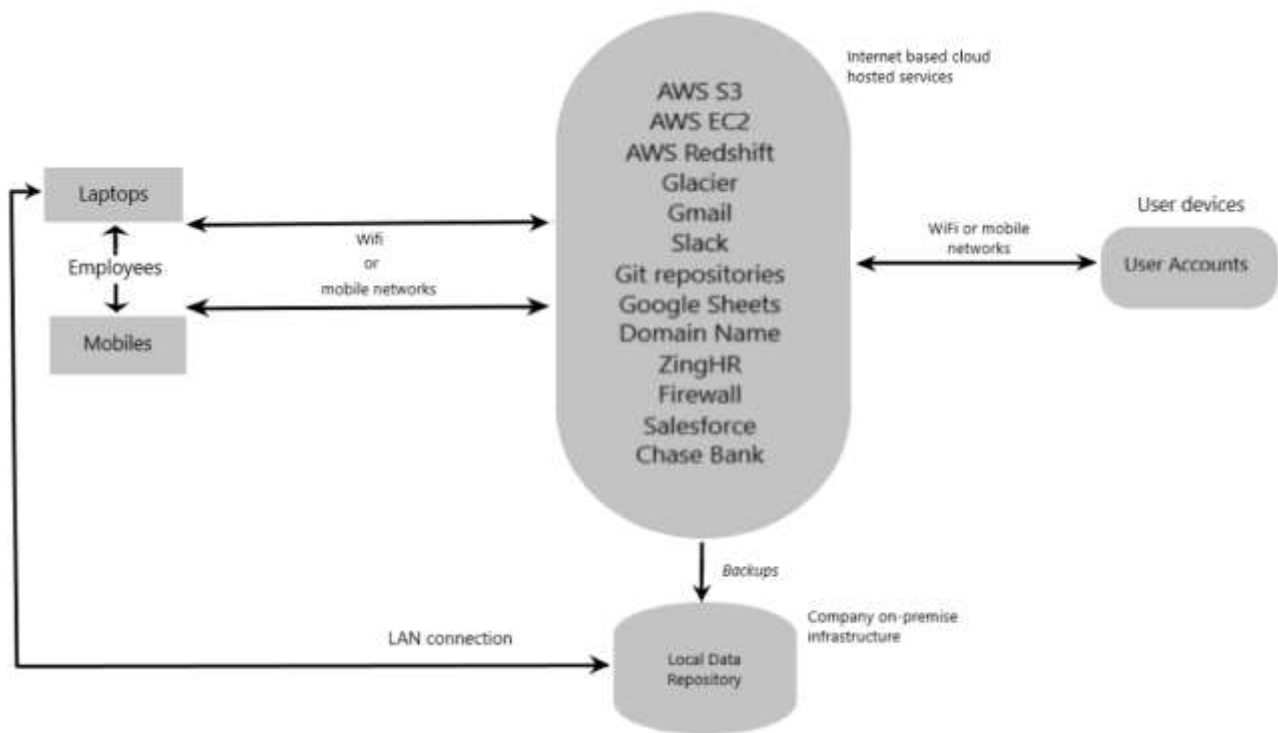 Internet based cloud
hosted services
AWS S3
AWS EC2
AWS Redshift
Glacier
Gmail
Slack
Git repositories
Google Sheets
Domain Name
ZingHR
Firewall
Salesforce
Chase Bank
Laptops
Employees
Mobiles
Wifi
or
mobile networks
WiFi or mobile
networks
User devices
User Accounts
Backups
LAN connection
Local Data
Repository
Company on-premise
infrastructure